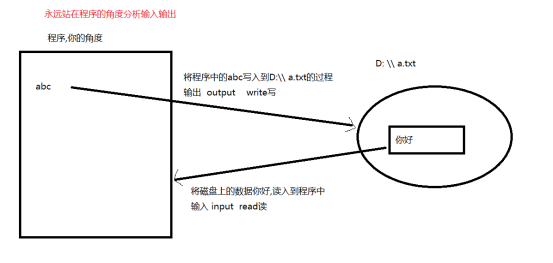 永远站在程序的角度分析输入输出
程序,你的角度
D: \\ a.txt
将程序中的abc写入到D:\\ a.txt的过程
abc
输出 output write写
你好
将磁盘上的数据你好,读入到程序中
输入 input read读